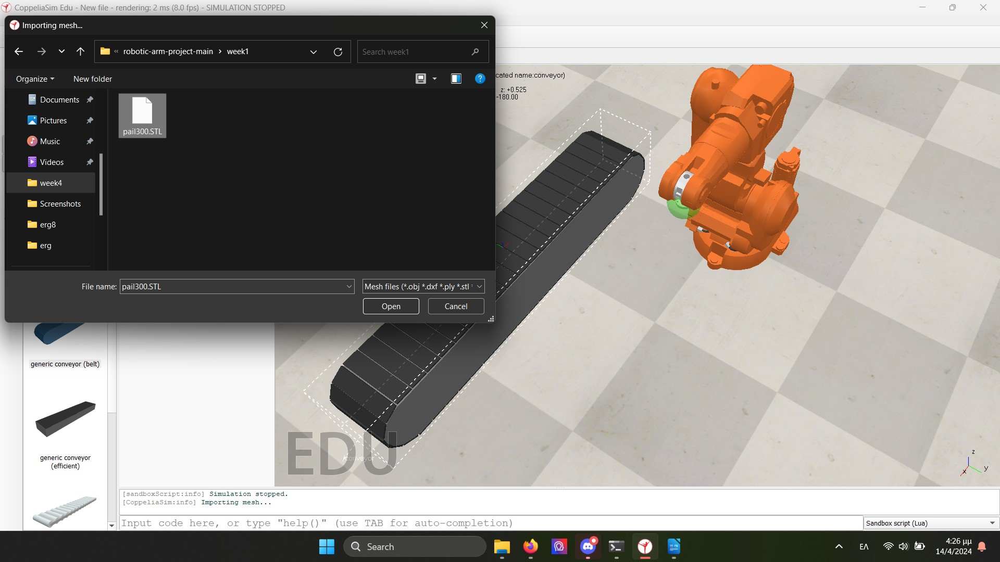 CoppeliaSim Edu - New file - rendering: 2 ms (8.0 fps) - SIMULATION STOPPED
Importing mesh...
« robotic-arm-project-main › week1
Search week1
Organize
New folder
cated name:conveyor)
z: +0.525
-180.00
Documents
Pictures
Music
Videos
week4
Screenshots
erg8
erg
pail300.STL
File name: pail300.STL
Mesh files (*.obj *.dxf *.ply *.stl *
Open
Cancel
generic conveyor (belt)
generic conveyor
(efficient)
EDU
/conveyor
z
x
y
[sandboxScript:info] Simulation stopped.
[CoppeliaSim:info] Importing mesh...
Input code here, or type "help()" (use TAB for auto-completion)
Sandbox script (Lua)
Search
ΕΛ
4:26 μμ
14/4/2024